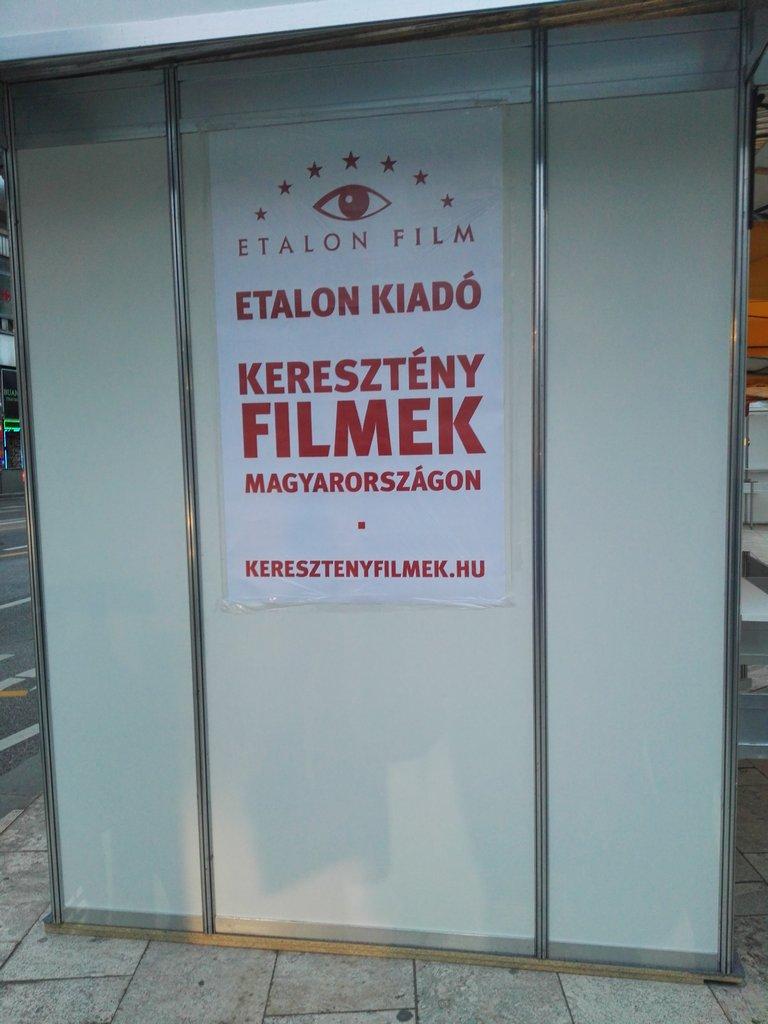 ETALON FILM
ETALON KIADÓ
KERESZTÉNY
FILMEK
MAGYARORSZÁGON
KERESZTENYFILMEK.HU